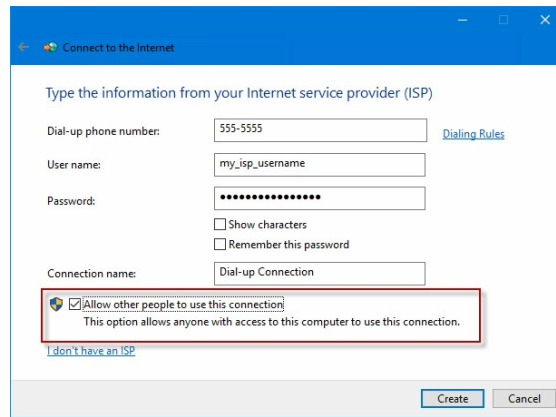 Connect to the Internet
Type the information from your Internet service provider (ISP)
Dial-up phone number: 555-5555 Dialing Rules
User name: my_isp_username
Password: ••••••••••••••••
Show characters
Remember this password
Connection name: Dial-up Connection
Allow other people to use this connection
This option allows anyone with access to this computer to use this connection.
I don't have an ISP
Create Cancel